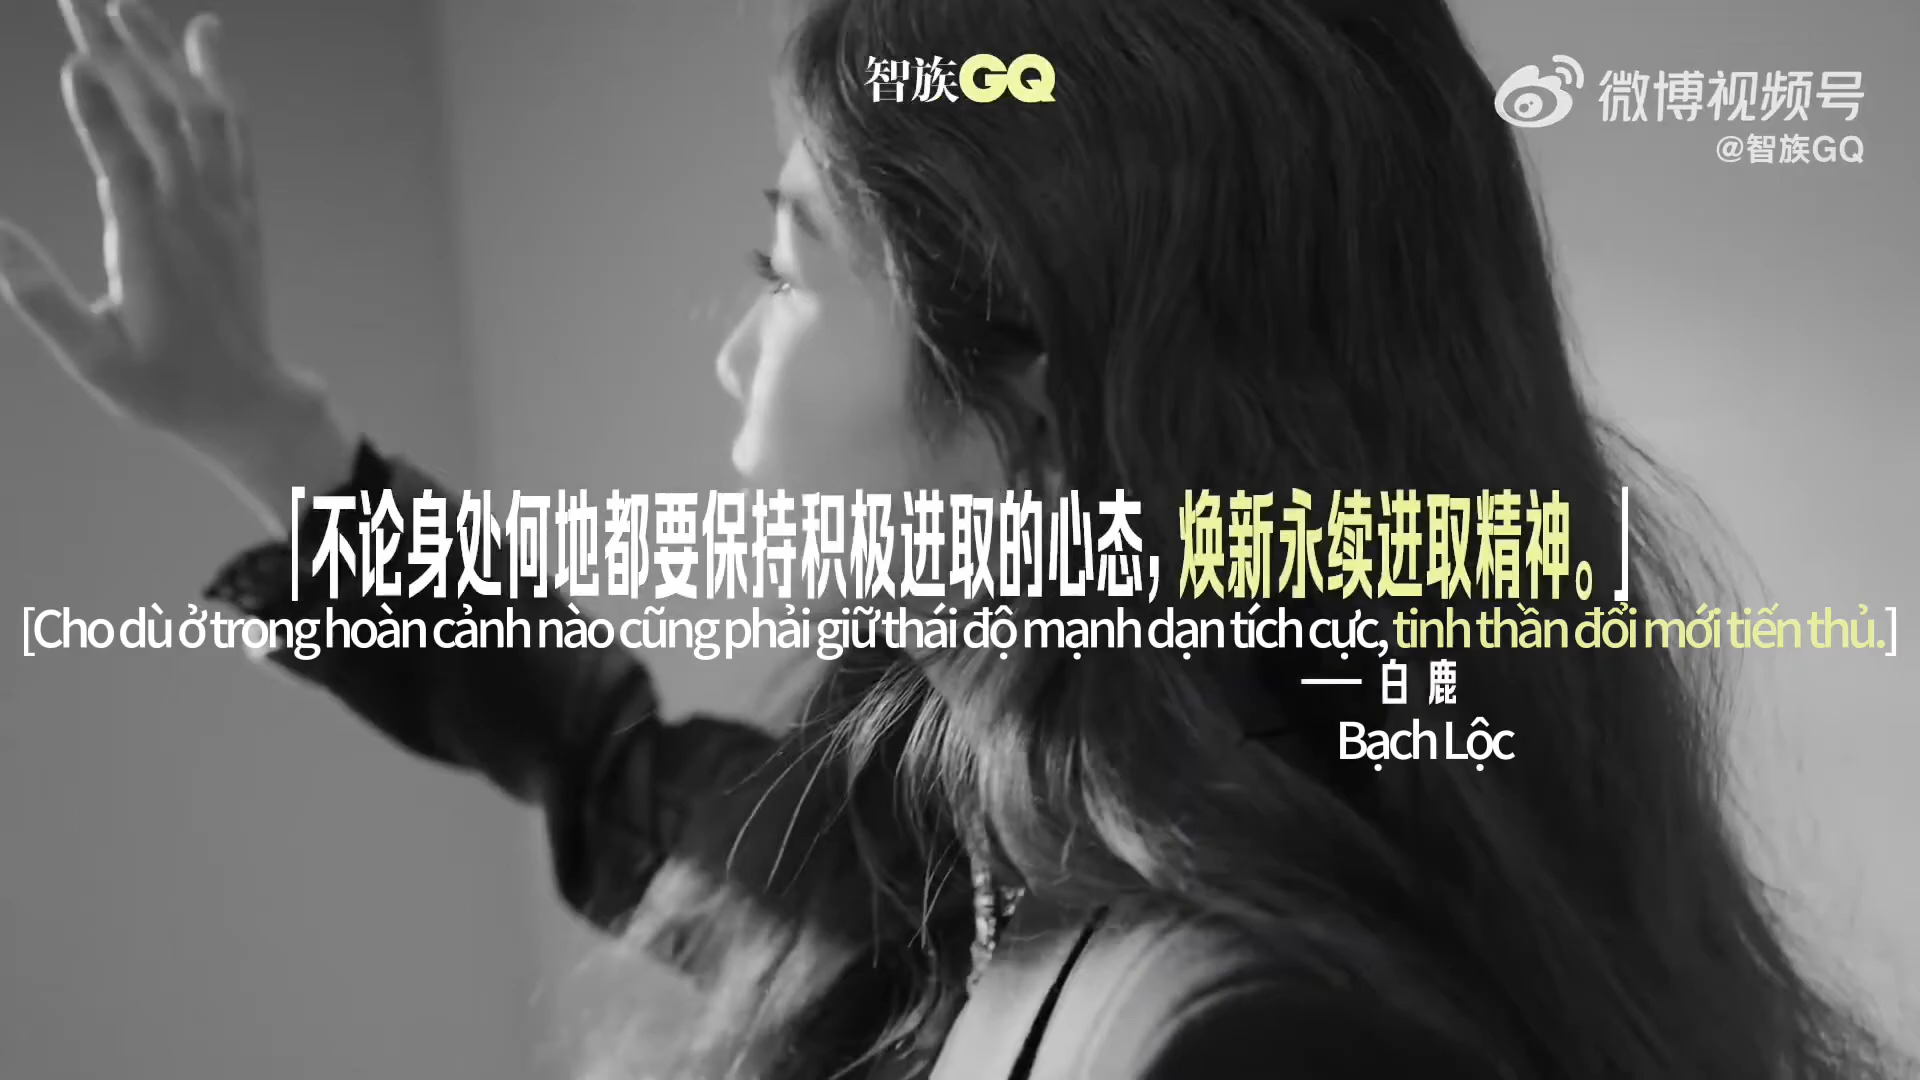 智族GQ
微博视频号
@智族GQ
「不论身处何地都要保持积极进取的心态,焕新永续进取精神。」
[Cho dù ở trong hoàn cảnh nào cũng phải giữ thái độ mạnh dạn tích cực, tinh thần đổi mới tiến thủ.]
— 白 鹿
Bạch Lộc